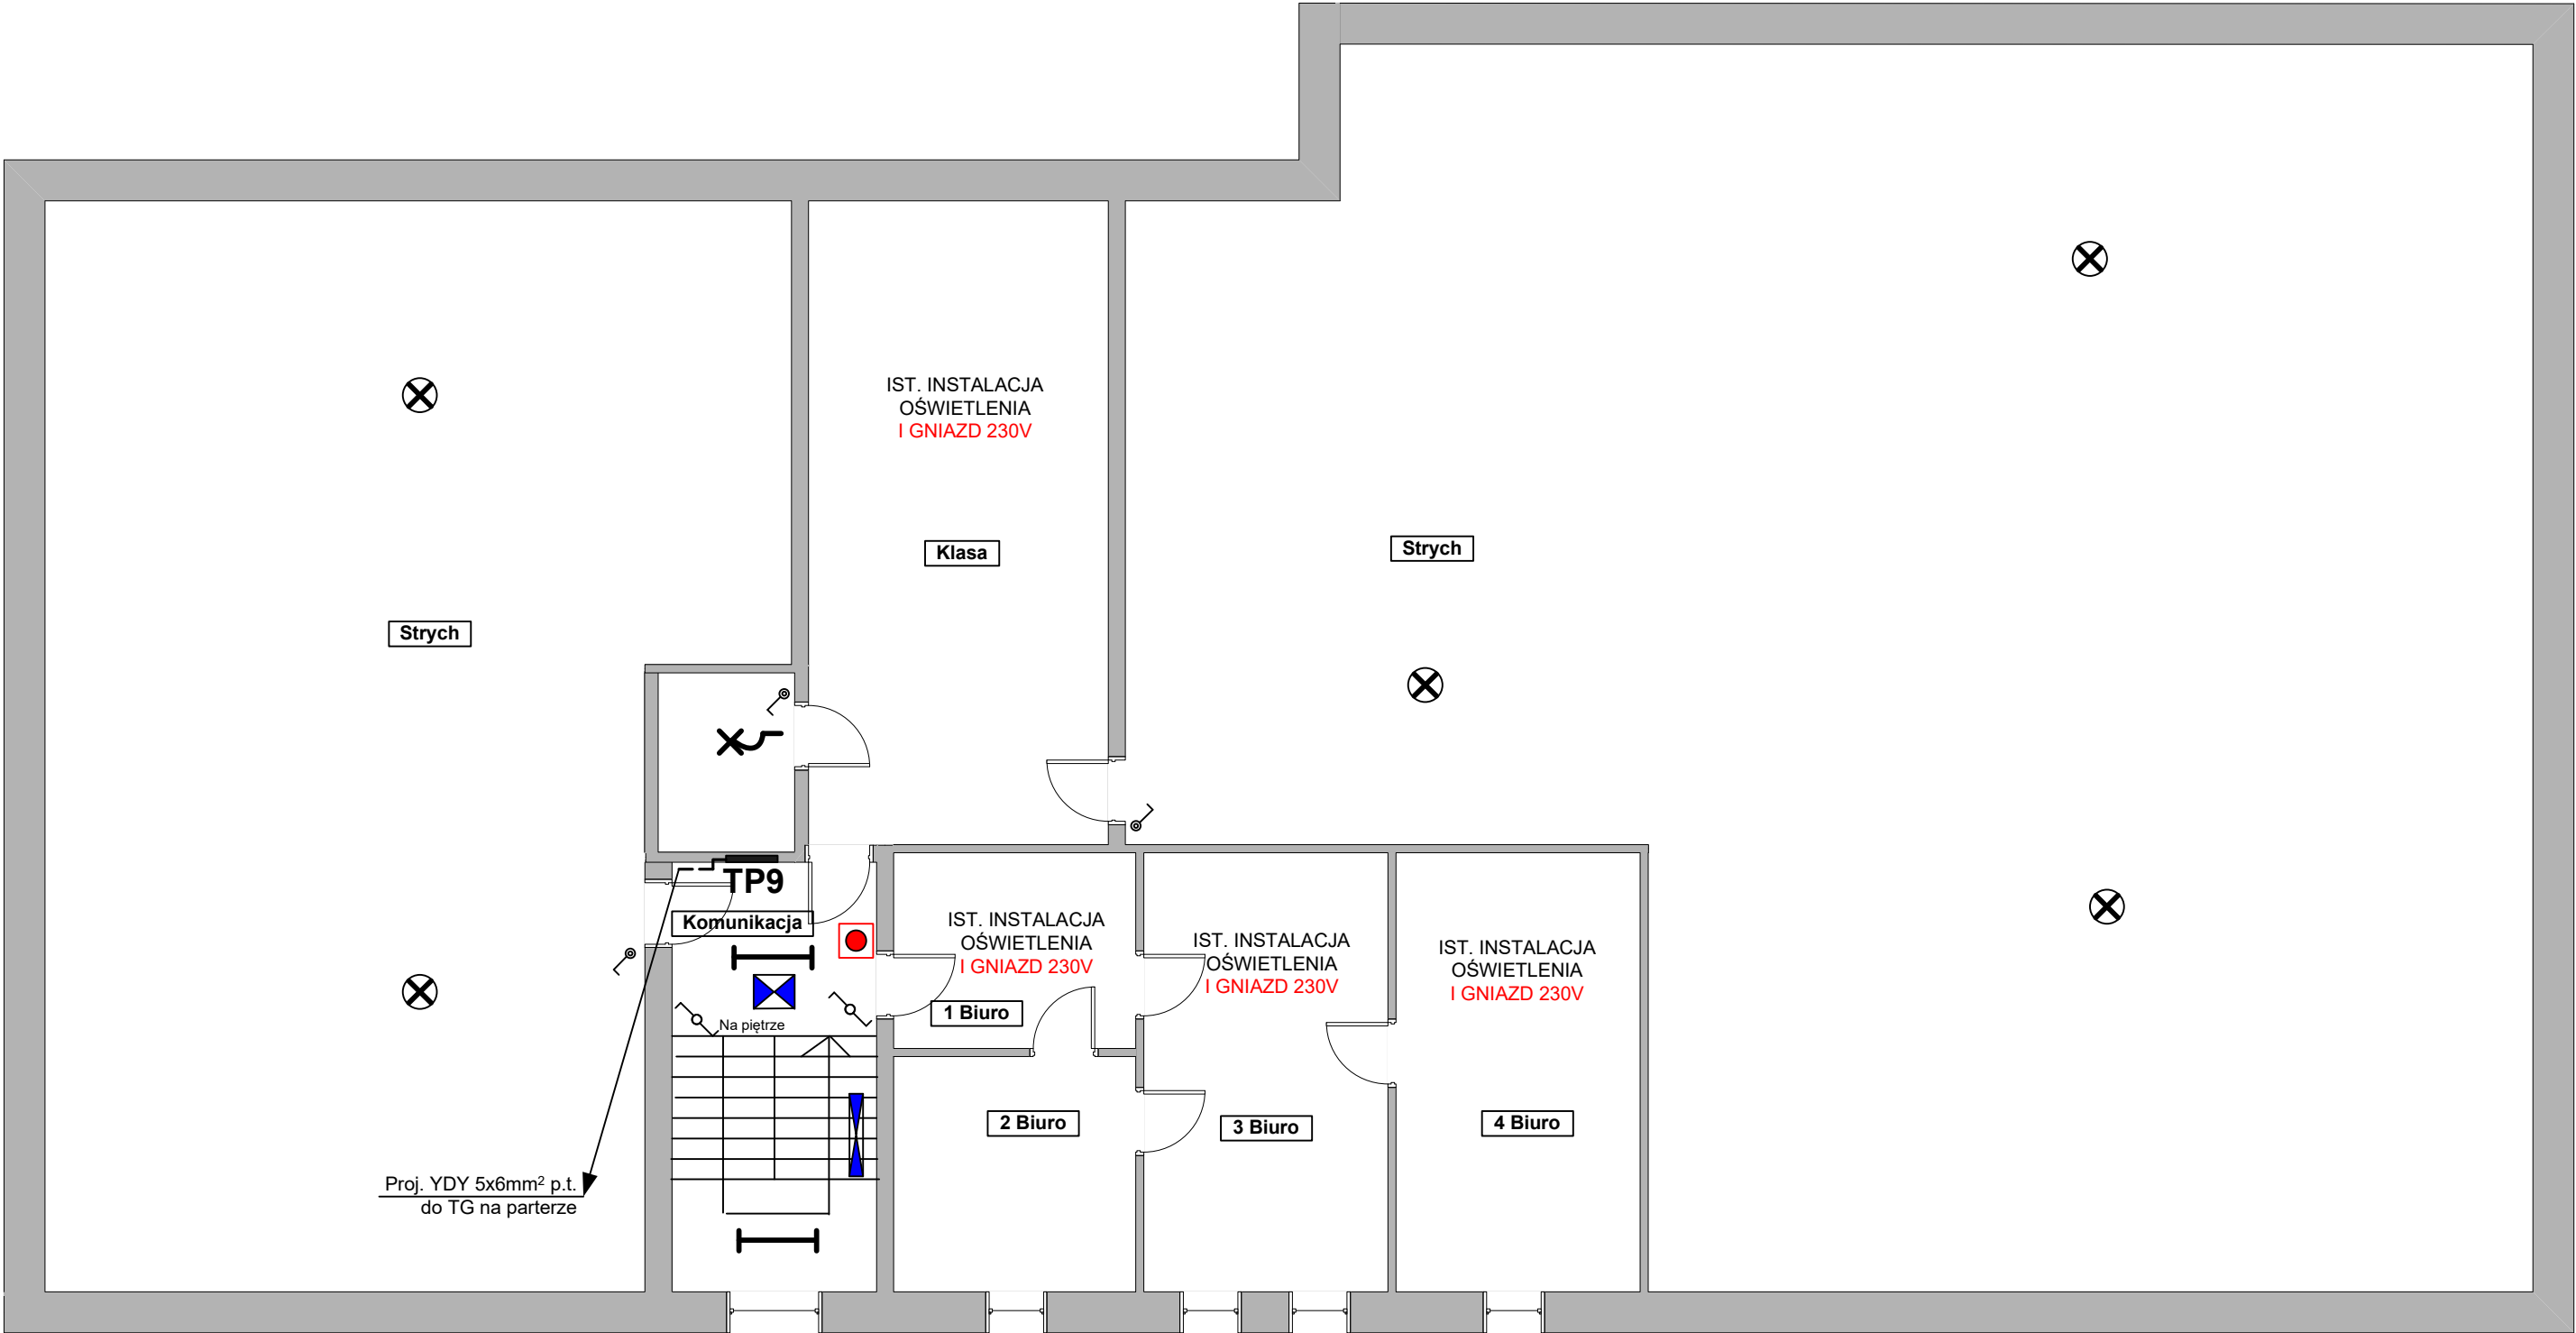 IST. INSTALACJA
OŚWIETLENIA
I GNIAZD 230V
Klasa
Strych
Strych
TP9
Komunikacja
Na piętrze
IST. INSTALACJA
OŚWIETLENIA
I GNIAZD 230V
1 Biuro
IST. INSTALACJA
OŚWIETLENIA
I GNIAZD 230V
IST. INSTALACJA
OŚWIETLENIA
I GNIAZD 230V
2 Biuro
3 Biuro
4 Biuro
Proj. YDY 5x6mm² p.t.
do TG na parterze